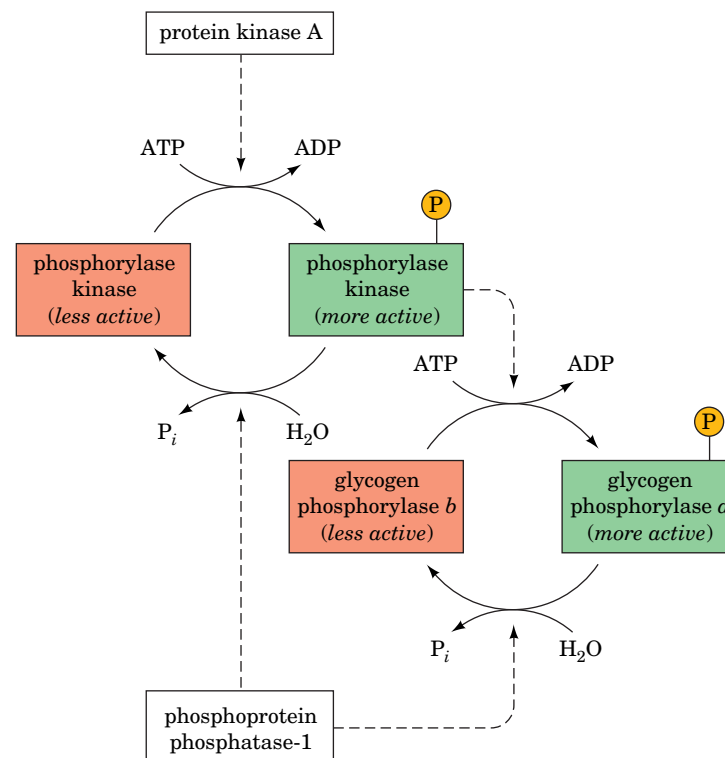 protein kinase A
ATP
ADP
P
phosphorylase
kinase
(less active)
phosphorylase
kinase
(more active)
ATP
ADP
Pᵢ
H₂O
P
glycogen
phosphorylase b
(less active)
glycogen
phosphorylase a
(more active)
Pᵢ
H₂O
phosphoprotein
phosphatase-1